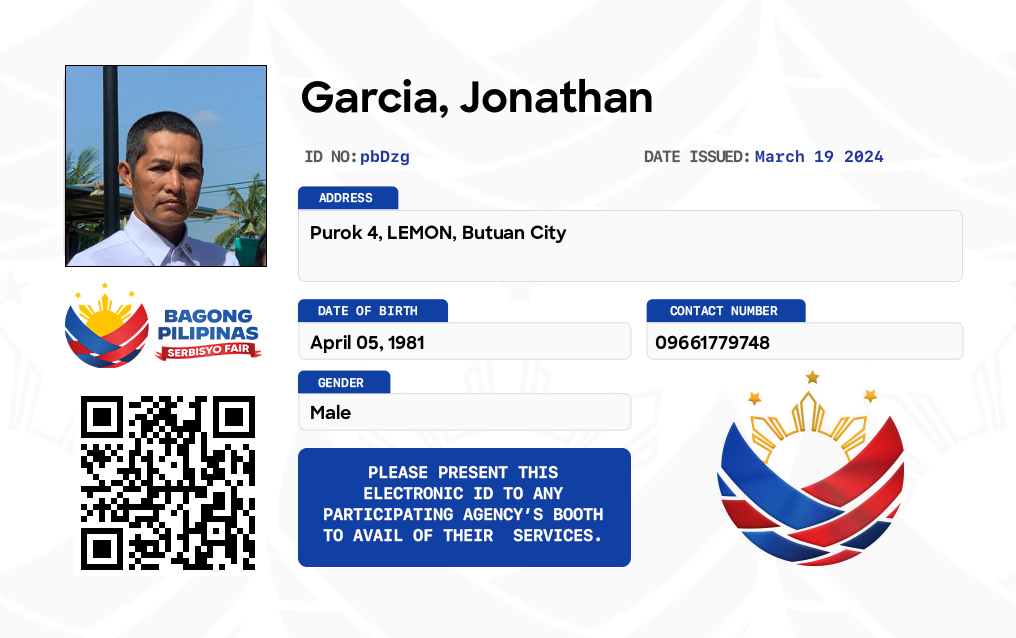 Garcia, Jonathan
ID NO: pbDzg
DATE ISSUED: March 19 2024
ADDRESS
Purok 4, LEMON, Butuan City
BAGONG
PILIPINAS
SERBISYO FAIR
DATE OF BIRTH
April 05, 1981
CONTACT NUMBER
09661779748
GENDER
Male
PLEASE PRESENT THIS
ELECTRONIC ID TO ANY
PARTICIPATING AGENCY’S BOOTH
TO AVAIL OF THEIR  SERVICES.